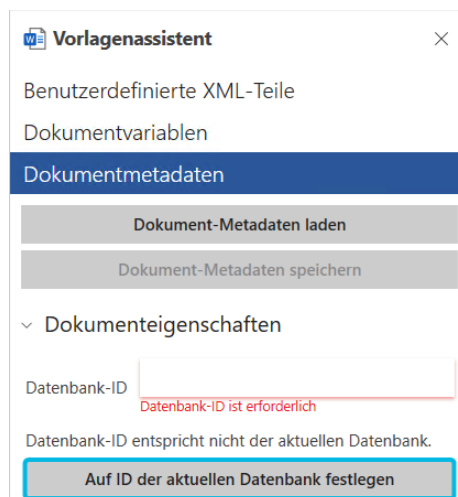 Vorlagenassistent
Benutzerdefinierte XML-Teile
Dokumentvariablen
Dokumentmetadaten
Dokument-Metadaten laden
Dokument-Metadaten speichern
Dokumenteigenschaften
Datenbank-ID
Datenbank-ID ist erforderlich
Datenbank-ID entspricht nicht der aktuellen Datenbank.
Auf ID der aktuellen Datenbank festlegen